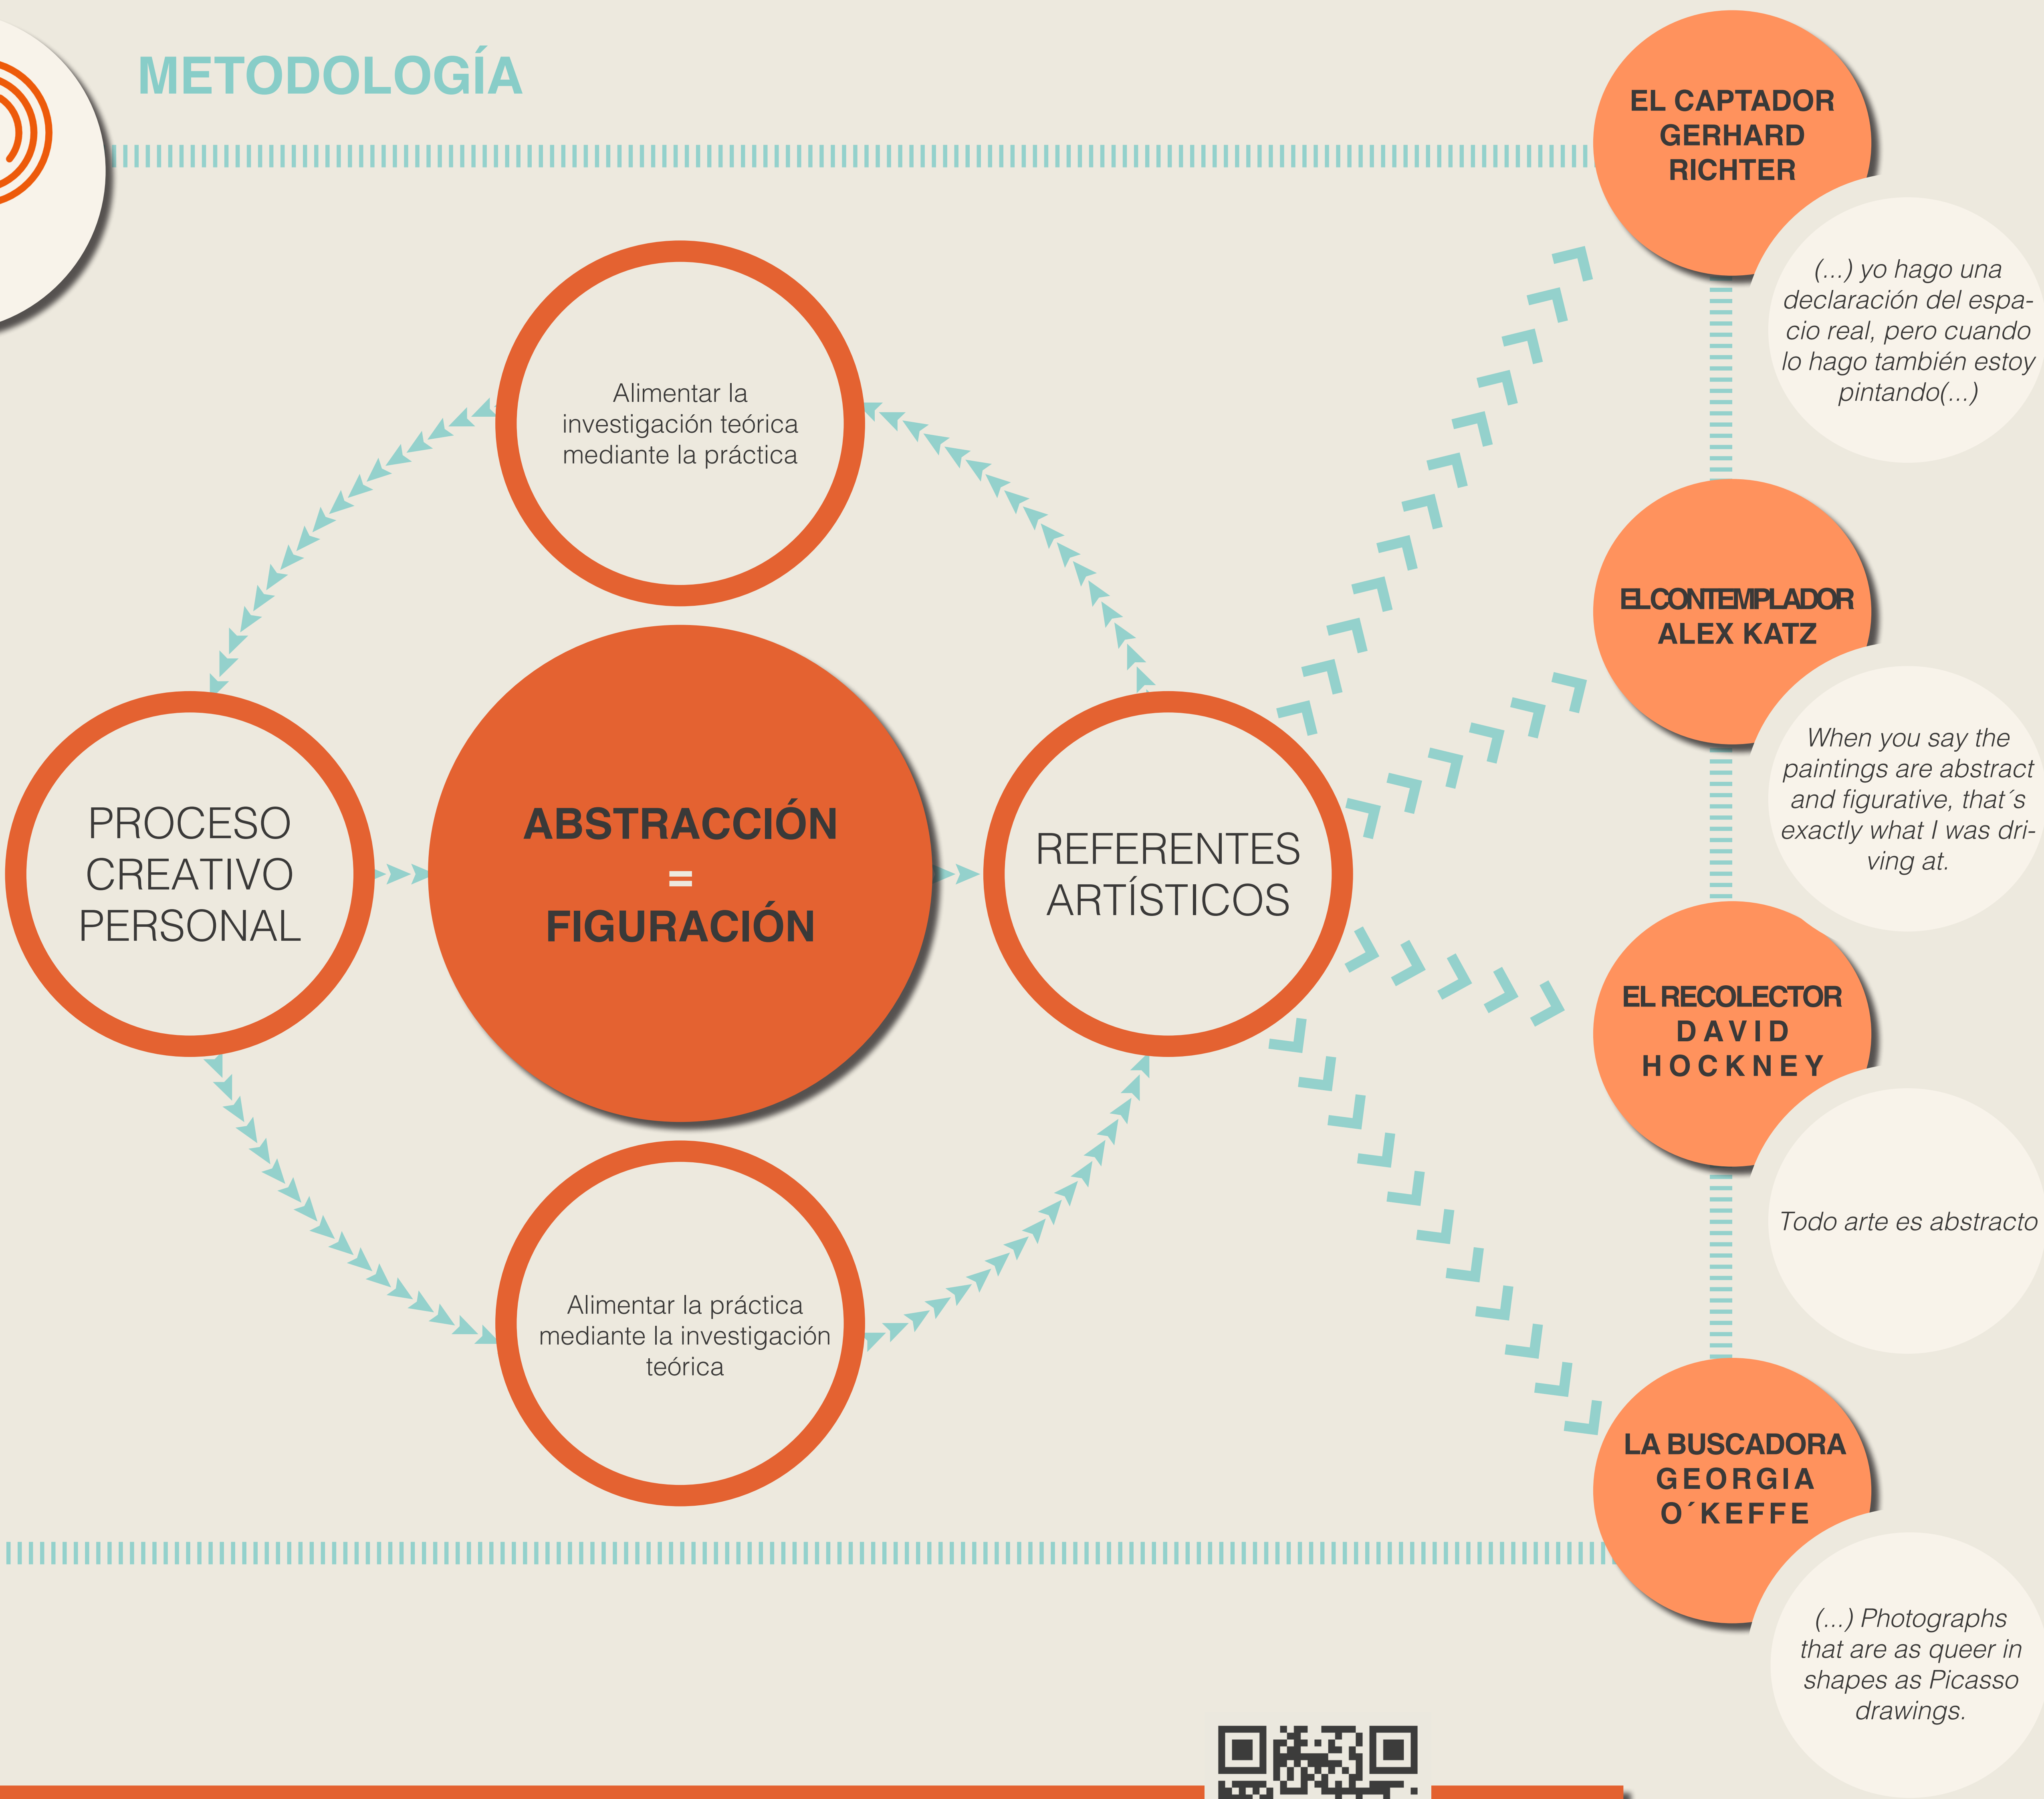 METODOLOGÍA
EL CAPTADOR
GERHARD
RICHTER
(...) yo hago una
declaración del espa-
cio real, pero cuando
lo hago también estoy
pintando(...)
Alimentar la
investigación teórica
mediante la práctica
EL CONTEMPLADOR
ALEX KATZ
When you say the
paintings are abstract
and figurative, that´s
exactly what I was dri-
ving at.
PROCESO
CREATIVO
PERSONAL
ABSTRACCIÓN
=
FIGURACIÓN
REFERENTES
ARTÍSTICOS
EL RECOLECTOR
DAVID
HOCKNEY
Todo arte es abstracto
Alimentar la práctica
mediante la investigación
teórica
LA BUSCADORA
GEORGIA
O´KEFFE
(...) Photographs
that are as queer in
shapes as Picasso
drawings.